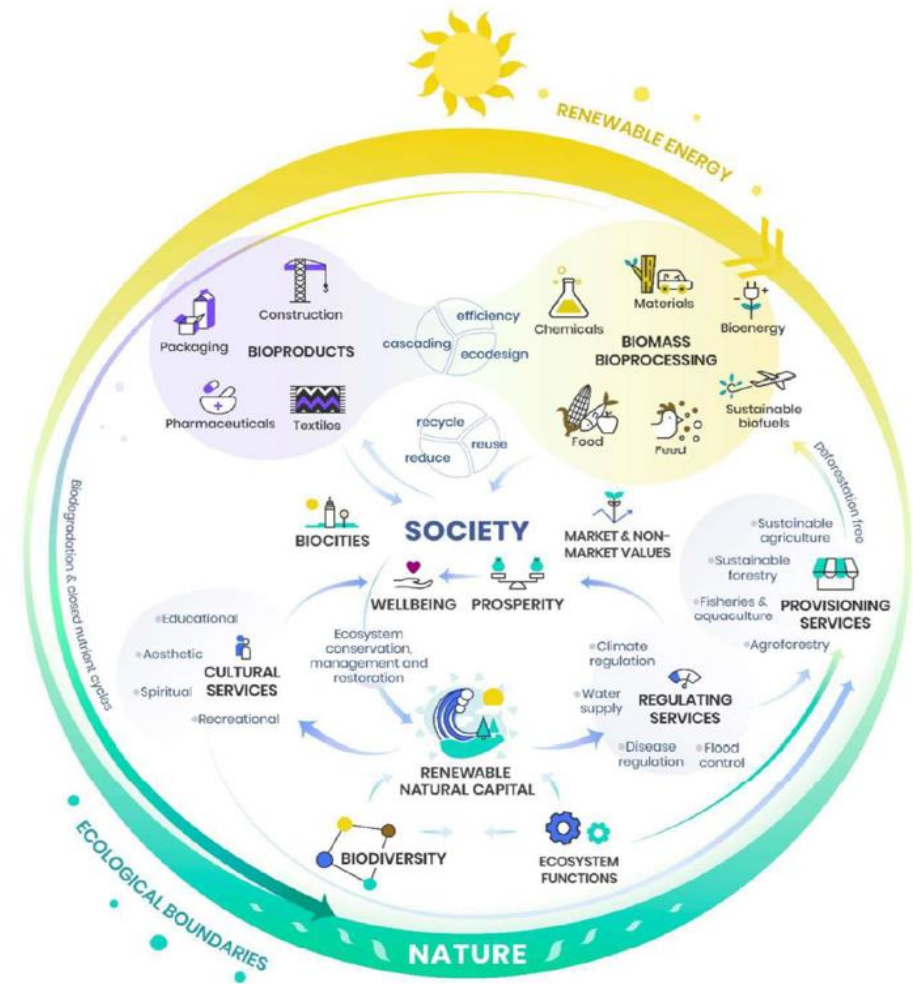 RENEWABLE ENERGY
Construction
Packaging
BIOPRODUCTS
Pharmaceuticals
Textiles
efficiency
cascading
ecodesign
Materials
Chemicals
Bioenergy
BIOMASS
BIOPROCESSING
Sustainable
biofuels
Food
Feed
recycle
reuse
reduce
Biodegradation & closed nutrient cycles
Deforestation free
BIOCITIES
SOCIETY
MARKET & NON-
MARKET VALUES
WELLBEING
PROSPERITY
Sustainable
agriculture
Sustainable
forestry
Fisheries &
aquaculture
PROVISIONING
SERVICES
Agroforestry
Educational
Aesthetic
CULTURAL
SERVICES
Spiritual
Recreational
Ecosystem
conservation,
management and
restoration
Climate
regulation
Water
supply
REGULATING
SERVICES
Disease
regulation
Flood
control
RENEWABLE
NATURAL CAPITAL
BIODIVERSITY
ECOSYSTEM
FUNCTIONS
ECOLOGICAL BOUNDARIES
NATURE